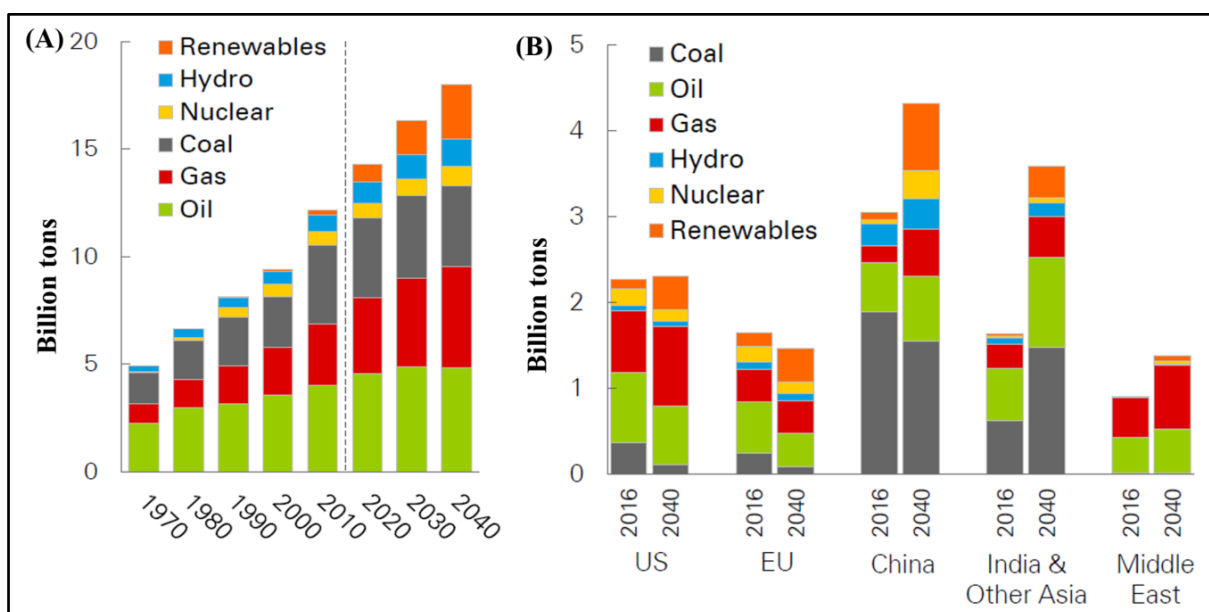 (A)
Billion tons
20
15
10
5
0
Renewables
Hydro
Nuclear
Coal
Gas
Oil
1970
1980
1990
2000
2010
2020
2030
2040
(B)
Billion tons
5
4
3
2
1
0
Coal
Oil
Gas
Hydro
Nuclear
Renewables
2016
2040
2016
2040
2016
2040
2016
2040
2016
2040
US
EU
China
India &
Other Asia
Middle
East